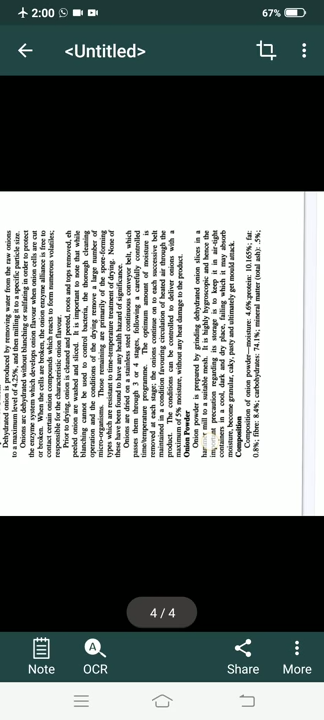 2:00
67%
<Untitled>
Dehydrated onion is produced by removing water from the raw onions
to a maximum level of 4.25%, and then milling it to a specific particle size.
Onions are dehydrated without blanching or sulfiting in order to protect
the enzyme system which develops onion flavour when onion cells are cut
or broken. When the cells are broken, the onion enzyme alliance is free to
contact certain onion compounds which reacts to form numerous volatiles;
responsible for the characteristic onion flavour.
Prior to drying, onion is cleaned and peeled, roots and tops removed, eh
peeled onion are washed and sliced. It is important to note that while
blanching cannot be used to control bacteria, the thorough cleaning
operation and the conditions of the drying remove a large number of
micro-organisms. Those remaining are primarily of the spore-forming
types which are resistant to time-temperature treatment of drying. None of
these have been found to have any health hazard of significance.
Onions are dried on a stainless steel continuous conveyor belt, which
passes them through 3 or 4 stages, following a carefully controlled
time/temperature programme. The optimum amount of moisture is
removed at each stage; the onions continue on to each successive belt
maintained in a condition favoring circulation of heated air through the
product. The conditions can be controlled to deliver onions with a
maximum of 5% moisture, without any heat damage to the product.
Onion Powder
Onion powder is prepared by grinding dehydrated onion slices in a
harmer mill to a suitable mesh. It is highly hygroscopic and hence the
important precaution regarding its storage is to keep it in air-tight
containers in a cool, dark, and dry place, failing which it may absorb
moisture, become granular, caky, pasty and ultimately get mould attack.
Composition
Composition of onion powder—moisture: 4.6%;protein: 10.165%; fat:
0.8%; fibre: 8.4%; carbohydrates: 74.1%, mineral matter (total ash): .5%;
4/4
A
Note
OCR
Share
More